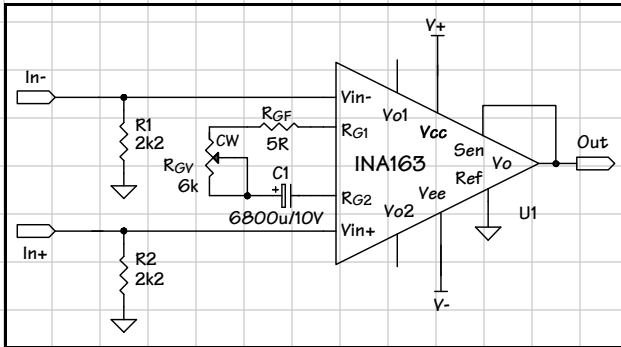 V+
In-
Vin-
Vo1
Vcc
R1
2k2
RGF
5R
CW
RGV
6k
RG1
INA163
Sen
Vo
Out
C1
+
6800u/10V
RG2
Ref
Vee
Vo2
U1
Vin+
In+
R2
2k2
V-